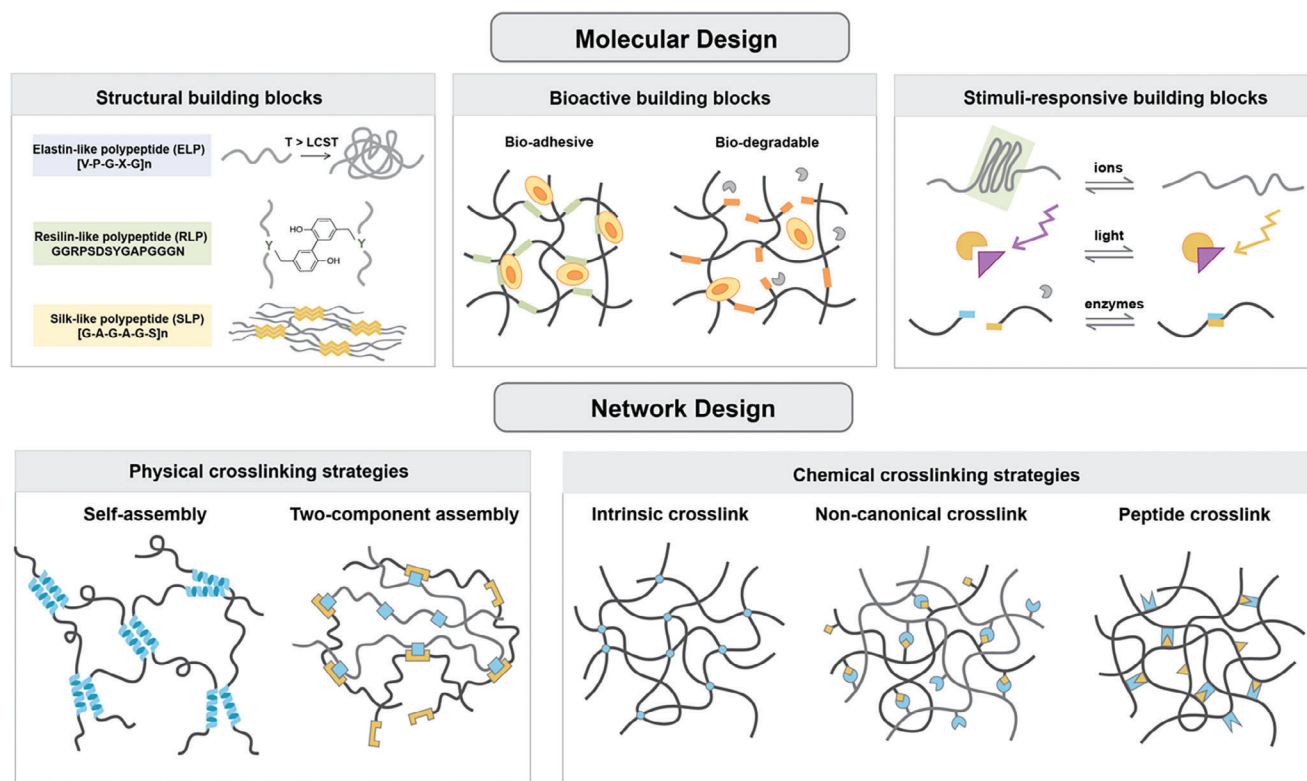 Molecular Design
Structural building blocks
Elastin-like polypeptide (ELP)
[V-P-G-X-G]n
T > LCST
Resilin-like polypeptide (RLP)
GGRPSDSYGAPGGGN
Y
HO
OH
Y
Silk-like polypeptide (SLP)
[G-A-G-A-G-S]n
Bioactive building blocks
Bio-adhesive
Bio-degradable
Stimuli-responsive building blocks
ions
light
enzymes
Network Design
Physical crosslinking strategies
Self-assembly
Two-component assembly
Chemical crosslinking strategies
Intrinsic crosslink
Non-canonical crosslink
Peptide crosslink